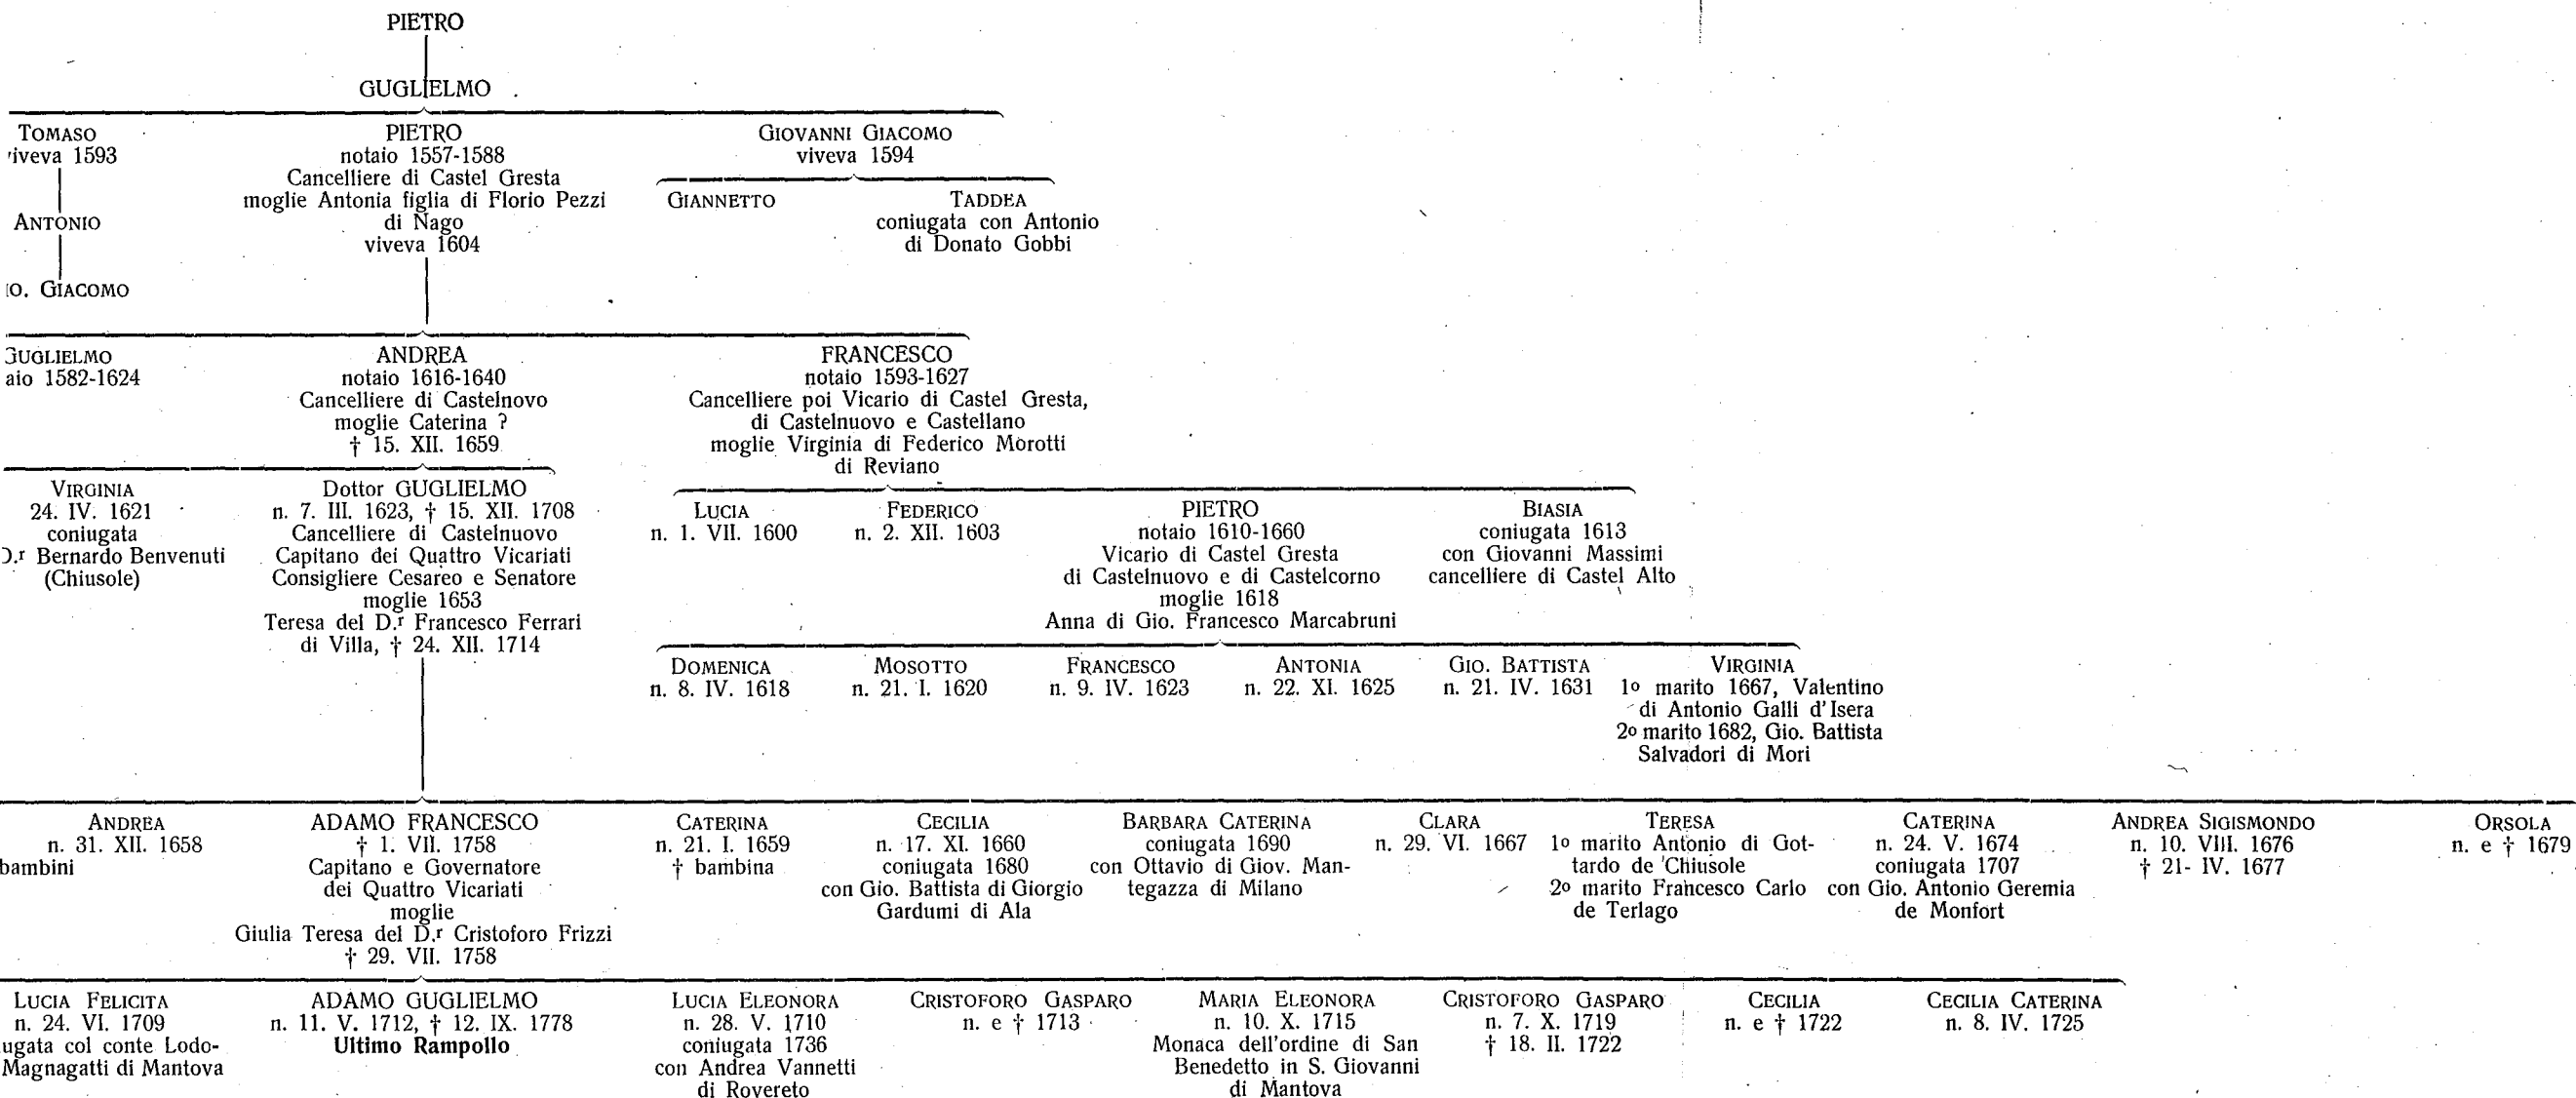 PIETRO
GUGLIELMO
TOMASO
viveva 1593
ANTONIO
IO. GIACOMO
PIETRO
notaio 1557-1588
Cancelliere di Castel Gresta
moglie Antonia figlia di Florio Pezzi
di Nago
viveva 1604
GIOVANNI GIACOMO
viveva 1594
GIANNETTO
TADDEA
coniugata con Antonio
di Donato Gobbi
GUGLIELMO
aio 1582-1624
ANDREA
notaio 1616-1640
Cancelliere di Castelnovo
moglie Caterina ?
† 15. XII. 1659
FRANCESCO
notaio 1593-1627
Cancelliere poi Vicario di Castel Gresta,
di Castelnuovo e Castellano
moglie Virginia di Federico Morotti
di Reviano
VIRGINIA
24. IV. 1621
coniugata
D.r Bernardo Benvenuti
(Chiusole)
Dottor GUGLIELMO
n. 7. III. 1623, † 15. XII. 1708
Cancelliere di Castelnuovo
Capitano dei Quattro Vicariati
Consigliere Cesareo e Senatore
moglie 1653
Teresa del D.r Francesco Ferrari
di Villa, † 24. XII. 1714
LUCIA
n. 1. VII. 1600
FEDERICO
n. 2. XII. 1603
PIETRO
notaio 1610-1660
Vicario di Castel Gresta
di Castelnuovo e di Castelcorno
moglie 1618
Anna di Gio. Francesco Marcabruni
BIASIA
coniugata 1613
con Giovanni Massimi
cancelliere di Castel Alto
DOMENICA
n. 8. IV. 1618
MOSOTTO
n. 21. I. 1620
FRANCESCO
n. 9. IV. 1623
ANTONIA
n. 22. XI. 1625
GIO. BATTISTA
n. 21. IV. 1631
VIRGINIA
1o marito 1667, Valentino
di Antonio Galli d'Isera
2o marito 1682, Gio. Battista
Salvadori di Mori
ANDREA
n. 31. XII. 1658
bambini
ADAMO FRANCESCO
† 1. VII. 1758
Capitano e Governatore
dei Quattro Vicariati
moglie
Giulia Teresa del D.r Cristoforo Frizzi
† 29. VII. 1758
CATERINA
n. 21. I. 1659
† bambina
CECILIA
n. 17. XI. 1660
coniugata 1680
con Gio. Battista di Giorgio
Gardumi di Ala
BARBARA CATERINA
coniugata 1690
con Ottavio di Giov. Man-
tegazza di Milano
CLARA
n. 29. VI. 1667
TERESA
1o marito Antonio di Got-
tardo de Chiusole
2o marito Francesco Carlo
de Terlago
CATERINA
n. 24. V. 1674
coniugata 1707
con Gio. Antonio Geremia
de Monfort
ANDREA SIGISMONDO
n. 10. VIII. 1676
† 21- IV. 1677
ORSOLA
n. e † 1679
LUCIA FELICITA
n. 24. VI. 1709
ugata col conte Lodo-
Magnagatti di Mantova
ADAMO GUGLIELMO
n. 11. V. 1712, † 12. IX. 1778
Ultimo Rampollo
LUCIA ELEONORA
n. 28. V. 1710
coniugata 1736
con Andrea Vannetti
di Rovereto
CRISTOFORO GASPARO
n. e † 1713
MARIA ELEONORA
n. 10. X. 1715
Monaca dell'ordine di San
Benedetto in S. Giovanni
di Mantova
CRISTOFORO GASPARO
n. 7. X. 1719
† 18. II. 1722
CECILIA
n. e † 1722
CECILIA CATERINA
n. 8. IV. 1725